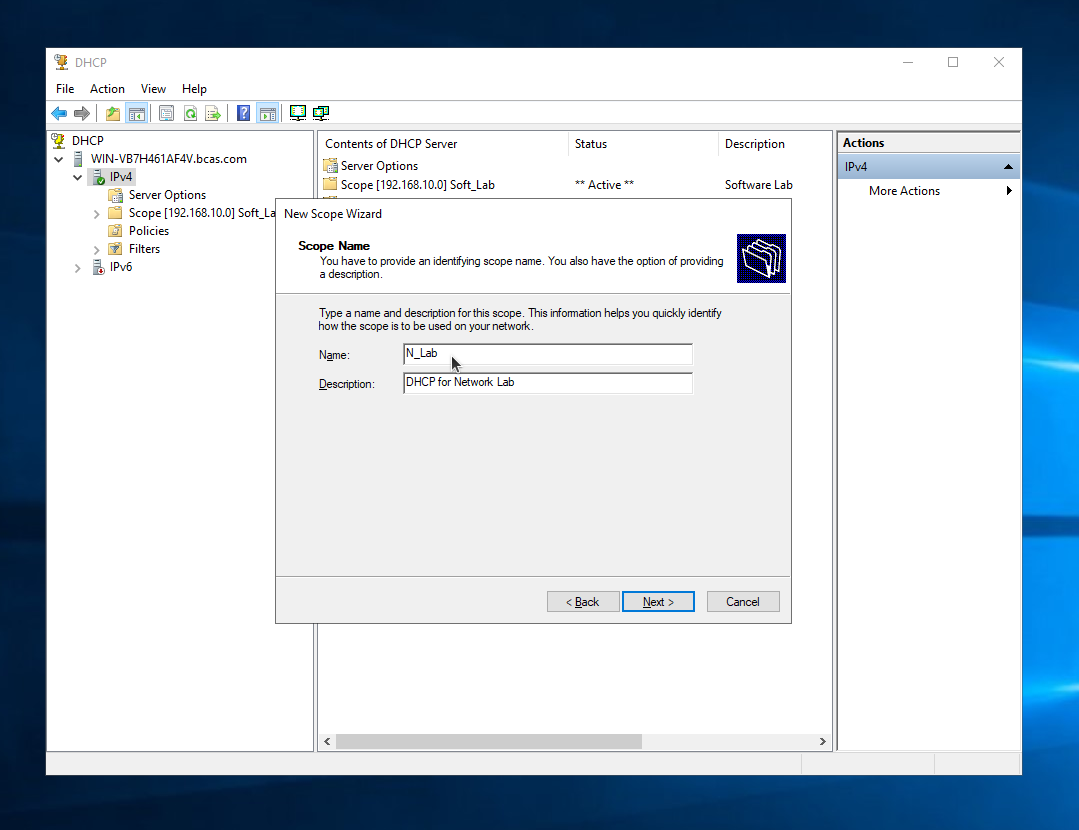 DHCP
File Action View Help
DHCP
WIN-VB7H461AF4V.bcas.com
IPv4
Server Options
Scope [192.168.10.0] Soft_La
Policies
Filters
IPv6
Contents of DHCP Server Status Description
Server Options
Scope [192.168.10.0] Soft_Lab ** Active ** Software Lab
Actions
IPv4
More Actions
New Scope Wizard
Scope Name
You have to provide an identifying scope name. You also have the option of providing
a description.
Type a name and description for this scope. This information helps you quickly identify
how the scope is to be used on your network.
Name: N_Lab
Description: DHCP for Network Lab
< Back Next > Cancel